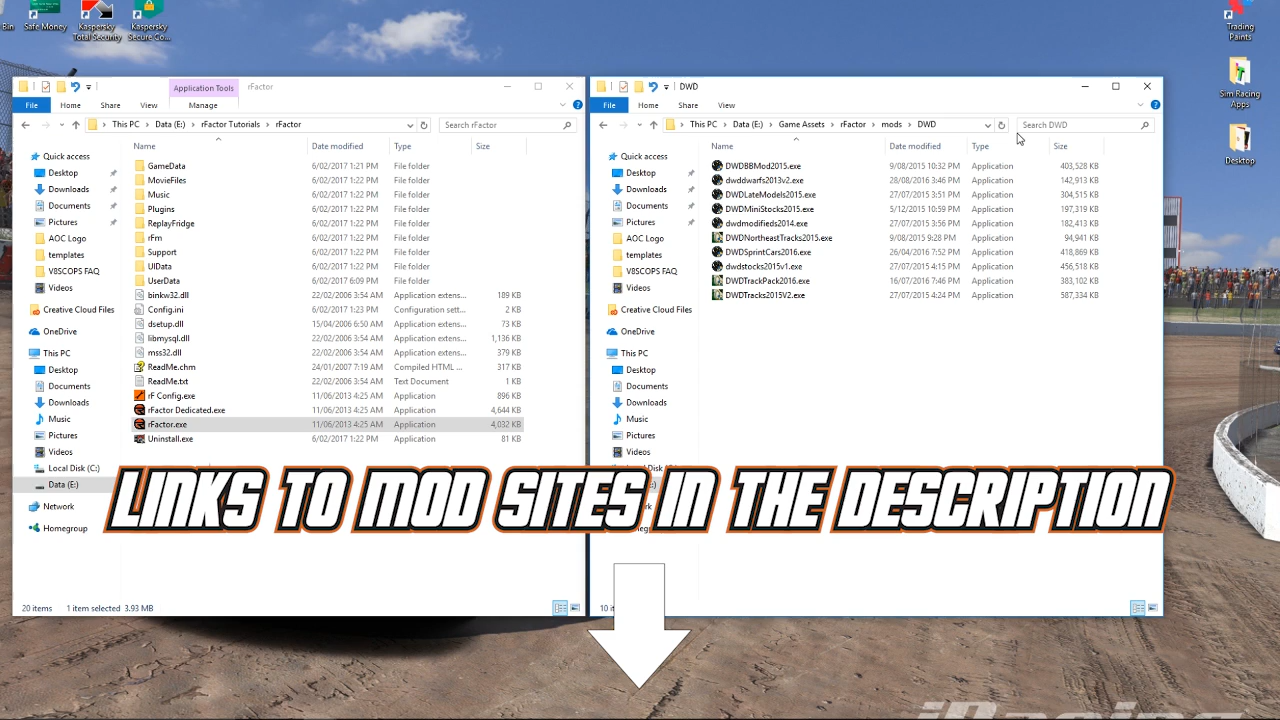 Bin
Safe Money
Kaspersky
Total Security
Kaspersky
Secure Co...
Trading
Paints
Sim Racing
Apps
Desktop
Application Tools
rFactor
File
Home
Share
View
Manage
This PC
Data (E:)
rFactor Tutorials
rFactor
Search rFactor
Name
Date modified
Type
Size
Quick access
Desktop
Downloads
Documents
Pictures
AOC Logo
templates
V8SCOPS FAQ
Videos
Creative Cloud Files
OneDrive
This PC
Desktop
Documents
Downloads
Music
Pictures
Videos
Local Disk (C:)
Data (E:)
Network
Homegroup
GameData 6/02/2017 1:21 PM File folder
MovieFiles 6/02/2017 1:22 PM File folder
Music 6/02/2017 1:22 PM File folder
Plugins 6/02/2017 1:22 PM File folder
ReplayFridge 6/02/2017 1:22 PM File folder
rFm 6/02/2017 1:22 PM File folder
Support 6/02/2017 1:22 PM File folder
UIData 6/02/2017 1:22 PM File folder
UserData 6/02/2017 6:09 PM File folder
binkw32.dll 22/02/2006 3:54 AM Application extens... 189 KB
Config.ini 6/02/2017 1:23 PM Configuration sett... 2 KB
dsetup.dll 15/04/2006 6:50 AM Application extens... 73 KB
libmysql.dll 22/02/2006 3:54 AM Application extens... 1,136 KB
mss32.dll 22/02/2006 3:54 AM Application extens... 379 KB
ReadMe.chm 24/01/2007 7:19 AM Compiled HTML ... 317 KB
ReadMe.txt 22/02/2006 3:54 AM Text Document 1 KB
rF Config.exe 11/06/2013 4:25 AM Application 896 KB
rFactor Dedicated.exe 11/06/2013 4:25 AM Application 4,644 KB
rFactor.exe 11/06/2013 4:25 AM Application 4,032 KB
Uninstall.exe 6/02/2017 1:22 PM Application 81 KB
20 items 1 item selected 3.93 MB
DWD
File
Home
Share
View
This PC
Data (E:)
Game Assets
rFactor
mods
DWD
Search DWD
Name
Date modified
Type
Size
Quick access
Desktop
Downloads
Documents
Pictures
AOC Logo
templates
V8SCOPS FAQ
Videos
Creative Cloud Files
OneDrive
This PC
Desktop
Documents
Downloads
Music
Pictures
Videos
DWDBBMod2015.exe 9/08/2015 10:32 PM Application 403,528 KB
dwddwarfs2013v2.exe 28/08/2016 3:46 PM Application 142,913 KB
DWDLateModels2015.exe 27/07/2015 3:51 PM Application 304,515 KB
DWDMiniStocks2015.exe 5/12/2015 10:59 PM Application 197,319 KB
dwdmodifieds2014.exe 27/07/2015 3:56 PM Application 182,413 KB
DWDNortheastTracks2015.exe 9/08/2015 9:28 PM Application 94,941 KB
DWDSprintCars2016.exe 26/04/2016 7:52 PM Application 418,869 KB
dwdstocks2015v1.exe 27/07/2015 4:15 PM Application 456,518 KB
DWDTrackPack2016.exe 16/07/2016 7:46 PM Application 383,102 KB
DWDTracks2015V2.exe 27/07/2015 4:24 PM Application 587,334 KB
LINKS TO MOD SITES IN THE DESCRIPTION